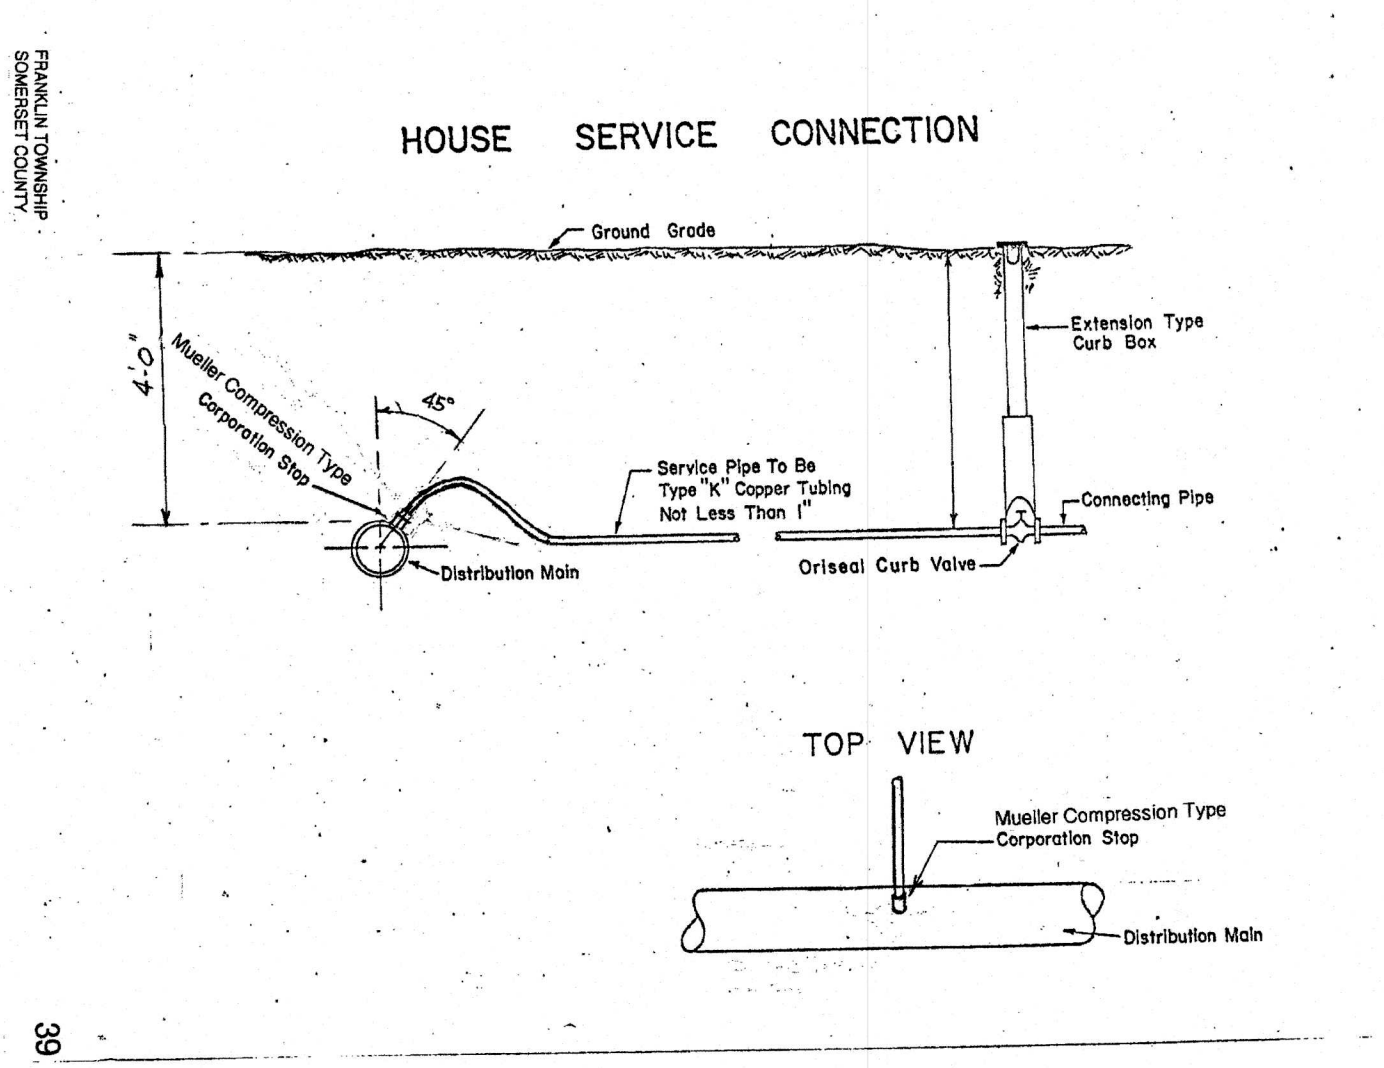 FRANKLIN TOWNSHIP
SOMERSET COUNTY
HOUSE SERVICE CONNECTION
Ground Grade
4'-0"
Mueller Compression Type
Corporation Stop
45°
Extension Type
Curb Box
Service Pipe To Be
Type "K" Copper Tubing
Not Less Than 1"
Connecting Pipe
Oriseal Curb Valve
Distribution Main
TOP VIEW
Mueller Compression Type
Corporation Stop
Distribution Main
39